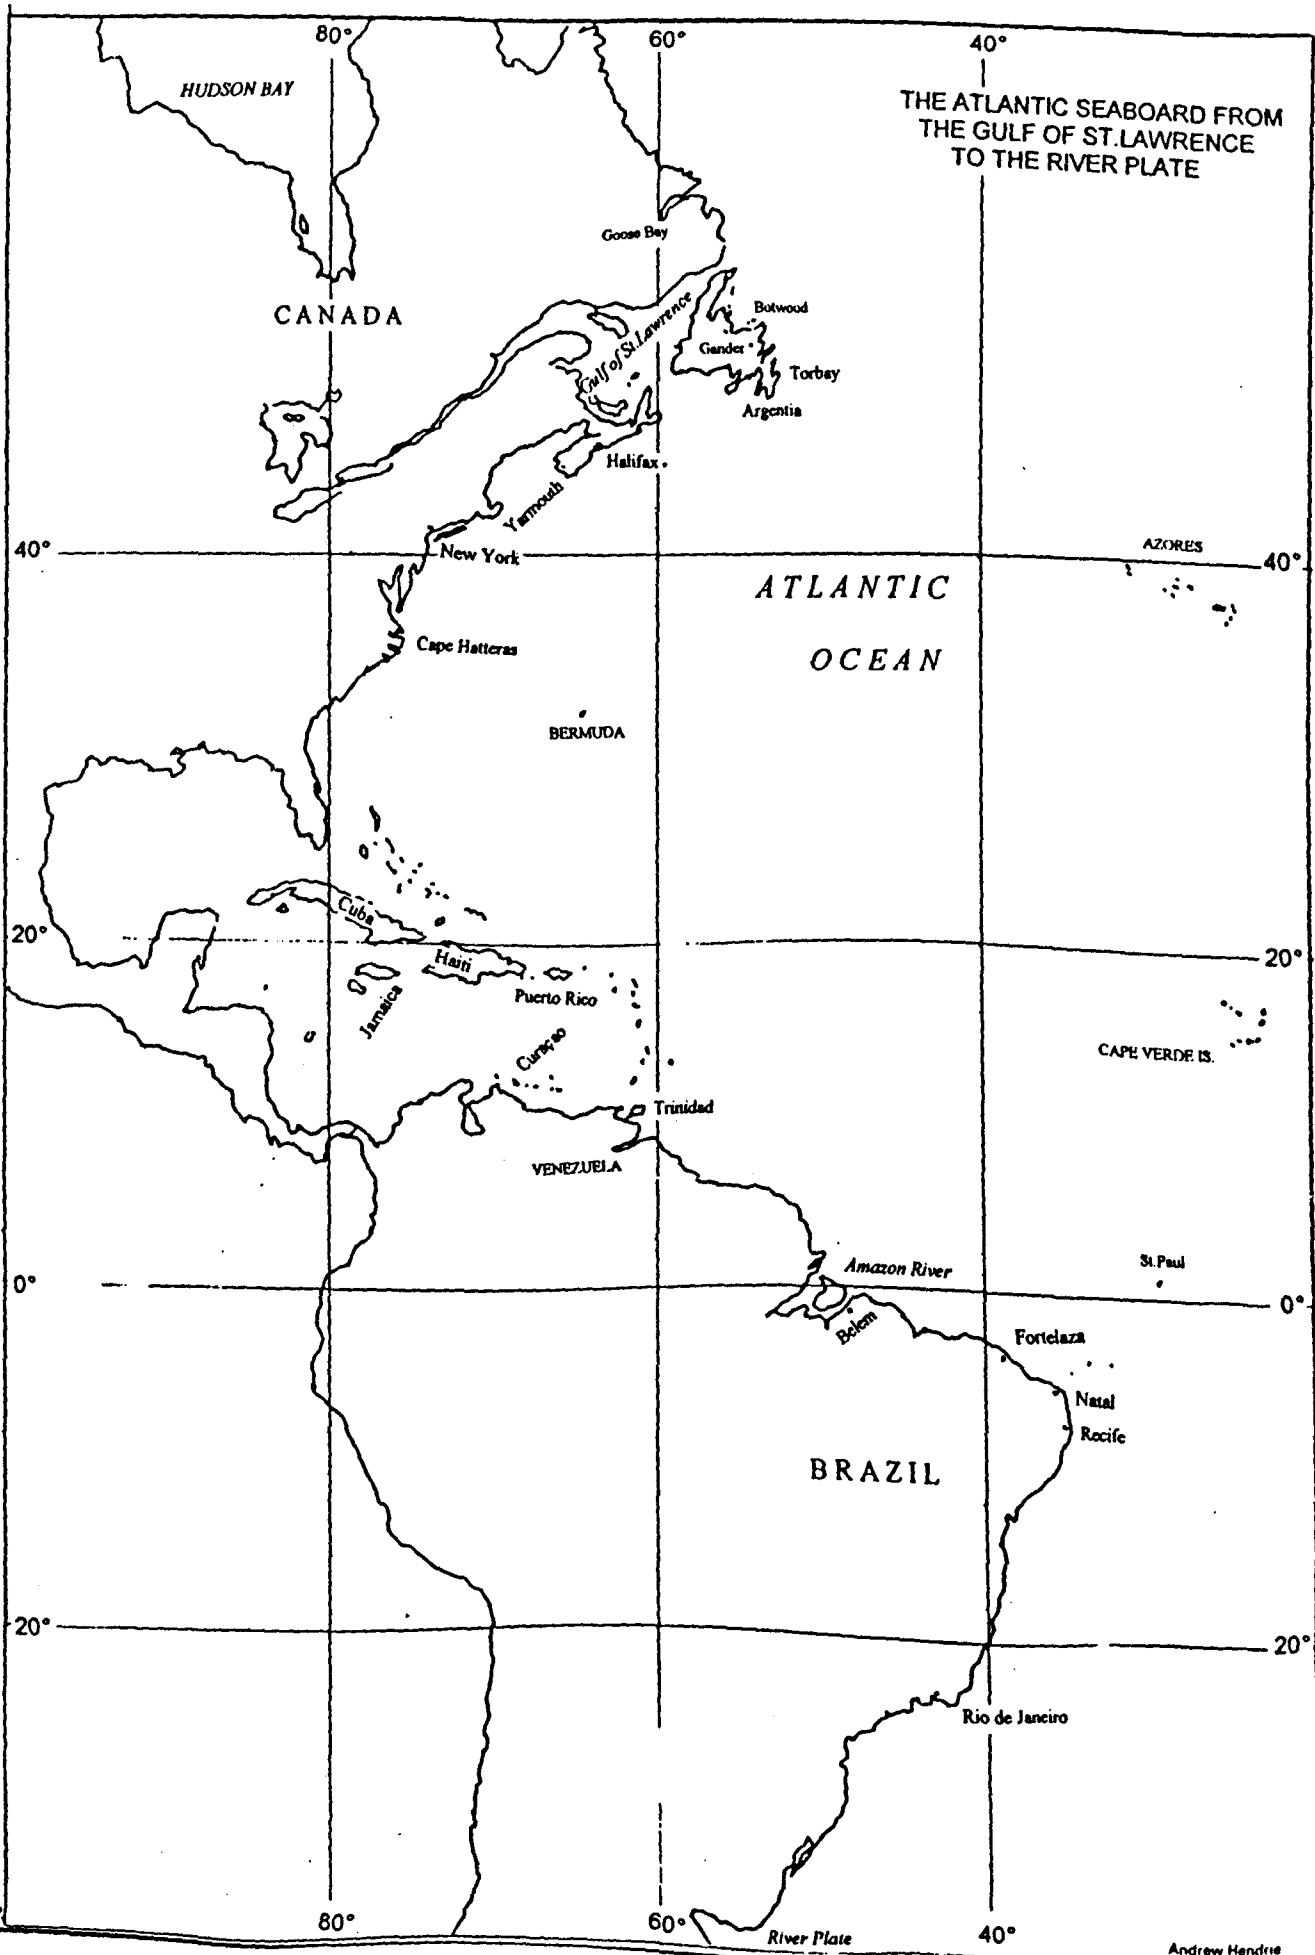 80°
60°
40°
HUDSON BAY
THE ATLANTIC SEABOARD FROM
THE GULF OF ST.LAWRENCE
TO THE RIVER PLATE
Goose Bay
CANADA
Gulf of St.Lawrence
Botwood
Gander
Torbay
Argentia
Halifax
Yarmouth
40°
New York
AZORES
40°
ATLANTIC
OCEAN
Cape Hatteras
BERMUDA
Cuba
20°
Haiti
20°
Jamaica
Puerto Rico
Curaçao
CAPE VERDE IS.
Trinidad
VENEZUELA
St.Paul
0°
Amazon River
0°
Belem
Fortelaza
Natal
Recife
BRAZIL
20°
20°
Rio de Janeiro
80°
60°
River Plate
40°
Andrew Hendrie